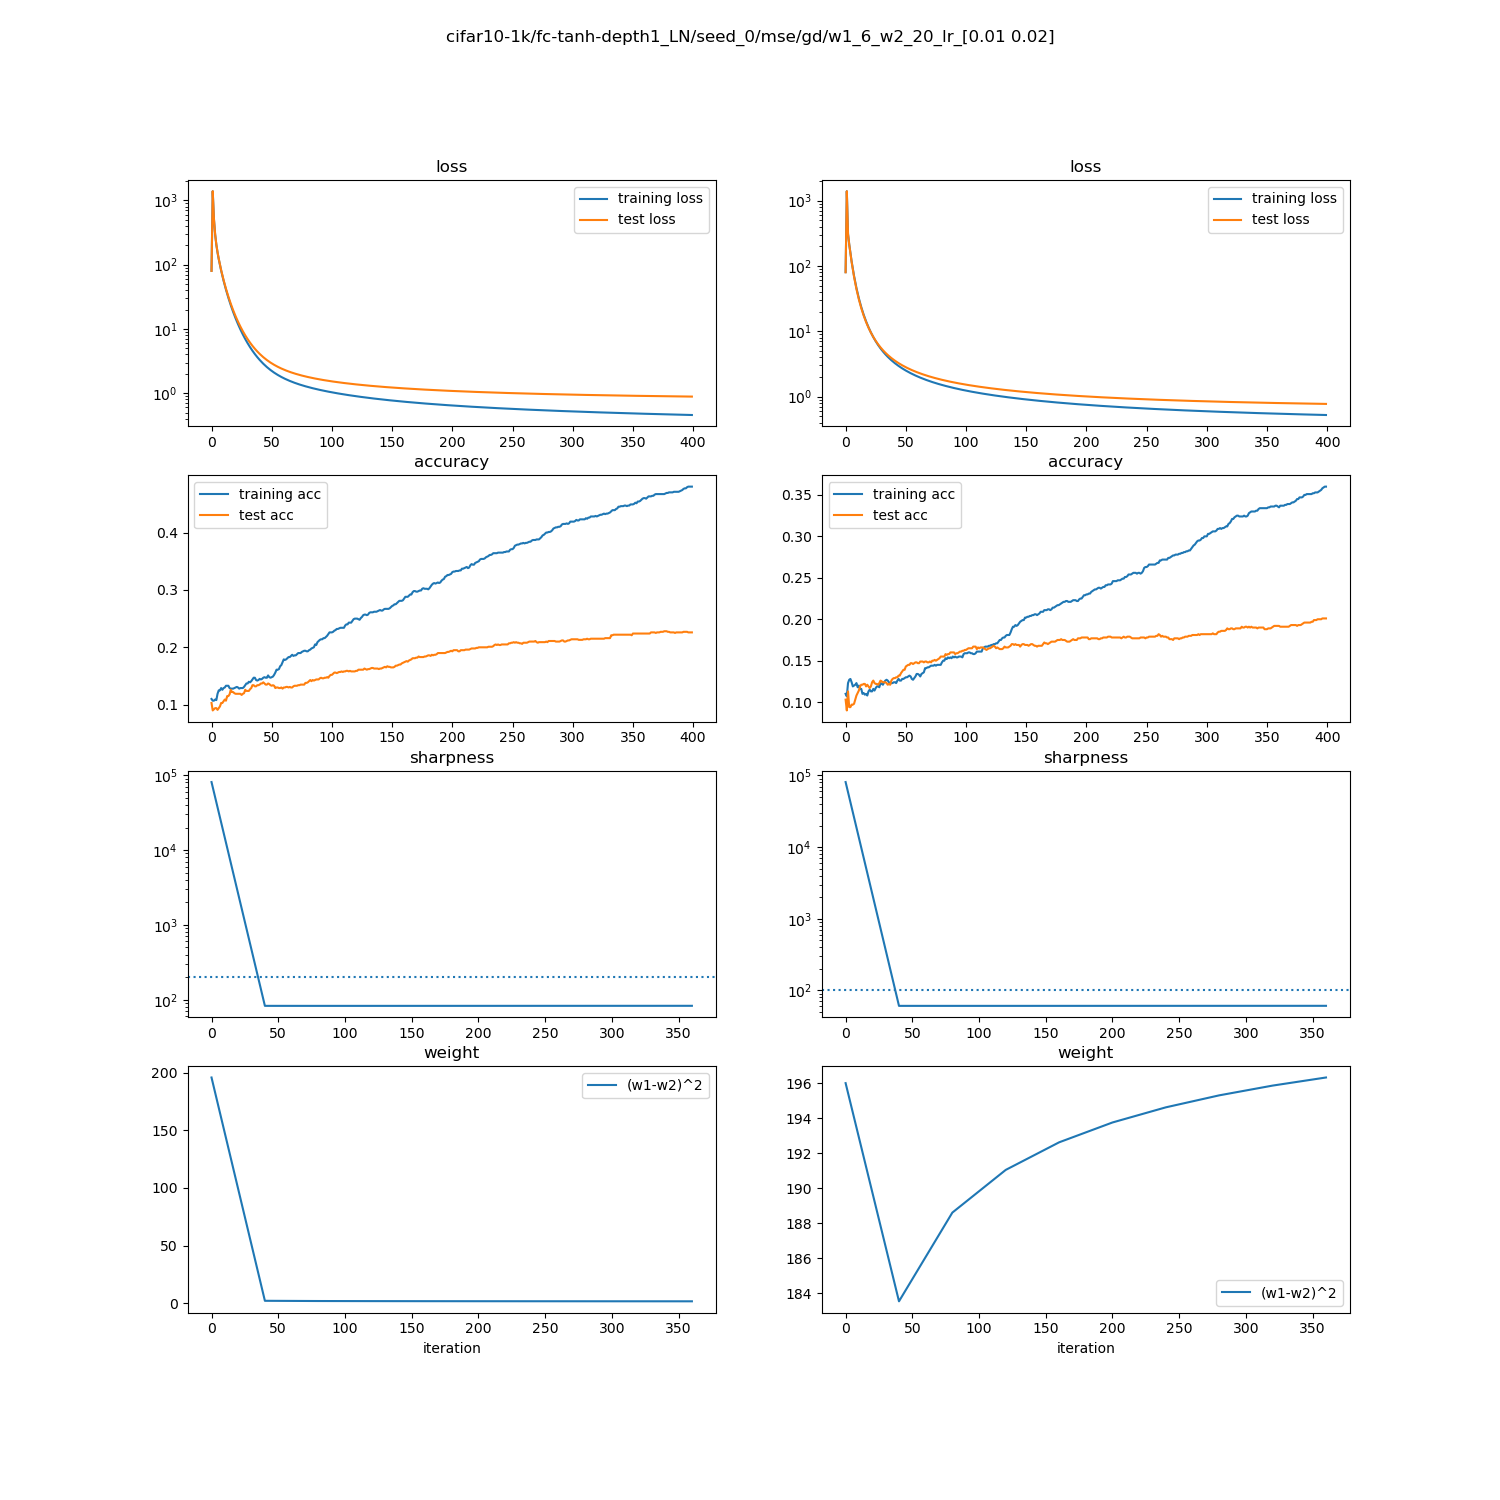 cifar10-1k/fc-tanh-depth1_LN/seed_0/mse/gd/w1_6_w2_20_lr_[0.01 0.02]
loss
10^3
10^2
10^1
10^0
training loss
test loss
0 50 100 150 200 250 300 350 400
loss
10^3
10^2
10^1
10^0
training loss
test loss
0 50 100 150 200 250 300 350 400
accuracy
0.4
0.3
0.2
0.1
training acc
test acc
0 50 100 150 200 250 300 350 400
accuracy
0.35
0.30
0.25
0.20
0.15
0.10
training acc
test acc
0 50 100 150 200 250 300 350 400
sharpness
10^5
10^4
10^3
10^2
0 50 100 150 200 250 300 350
sharpness
10^5
10^4
10^3
10^2
0 50 100 150 200 250 300 350
weight
200
150
100
50
0
(w1-w2)^2
0 50 100 150 200 250 300 350
iteration
weight
196
194
192
190
188
186
184
(w1-w2)^2
0 50 100 150 200 250 300 350
iteration